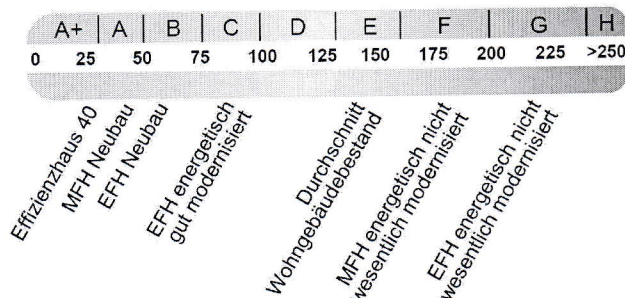 A+ A B C D E F G H
0 25 50 75 100 125 150 175 200 225 >250
Effizienzhaus 40
MFH Neubau
EFH Neubau
EFH energetisch
gut modernisiert
Durchschnitt
Wohngebäudebestand
MFH energetisch nicht
wesentlich modernisiert
EFH energetisch nicht
wesentlich modernisiert